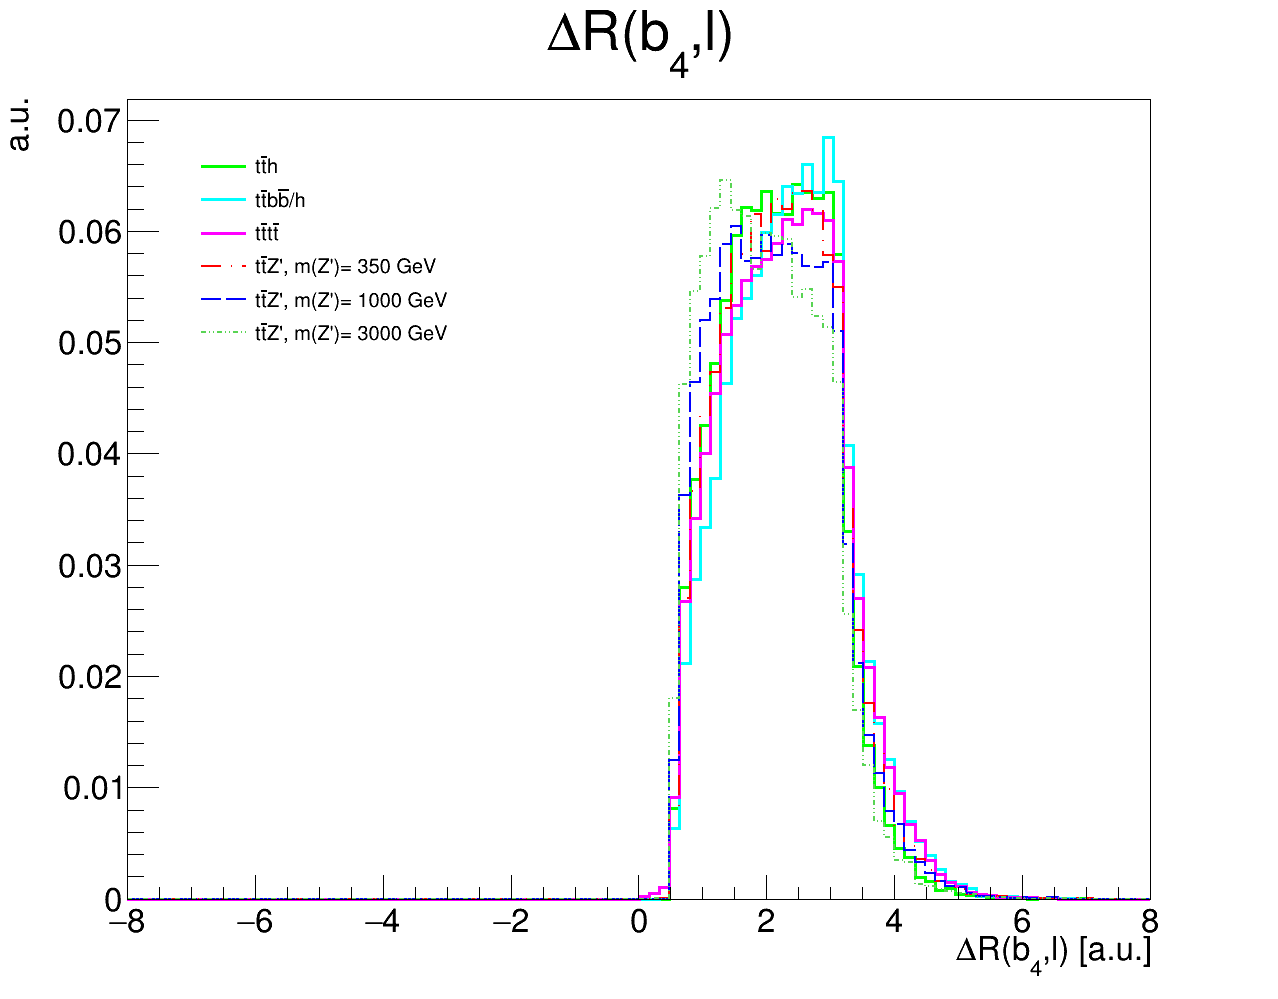 ΔR(b₄,l)
a.u.
0.07
0.06
0.05
0.04
0.03
0.02
0.01
0
tt̄h
tt̄bb̄/h
tt̄tt̄
tt̄Z', m(Z')= 350 GeV
tt̄Z', m(Z')= 1000 GeV
tt̄Z', m(Z')= 3000 GeV
−8 −6 −4 −2 0 2 4 6 8
ΔR(b₄,l) [a.u.]